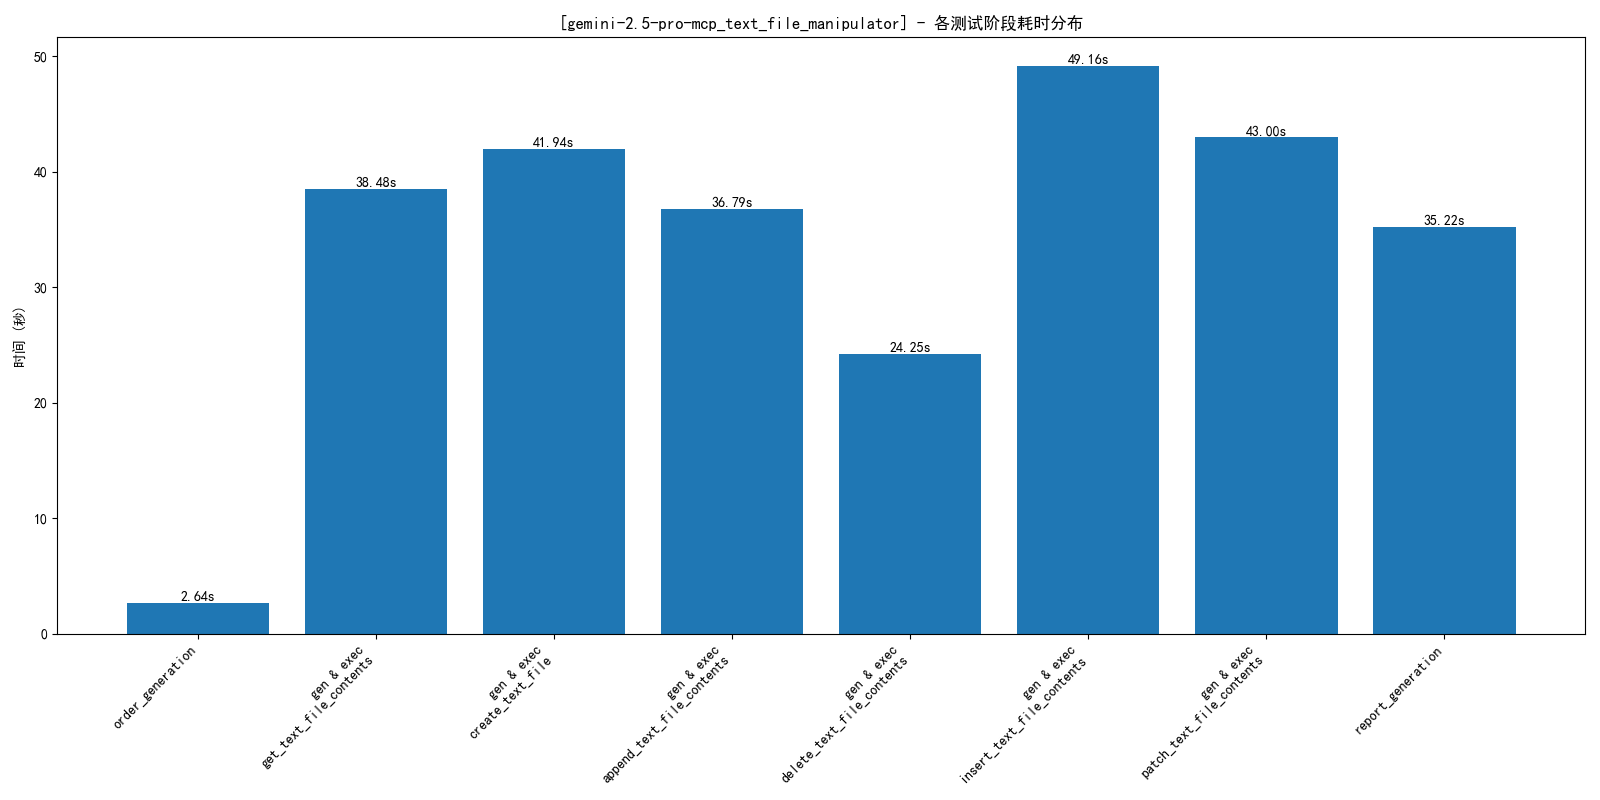 [gemini-2.5-pro-mcp_text_file_manipulator] - 各测试阶段耗时分布
时间 (秒)
50
40
30
20
10
0
2.64s
38.48s
41.94s
36.79s
24.25s
49.16s
43.00s
35.22s
order_generation
gen & exec
get_text_file_contents
gen & exec
create_text_file
gen & exec
append_text_file_contents
gen & exec
delete_text_file_contents
gen & exec
insert_text_file_contents
gen & exec
patch_text_file_contents
report_generation